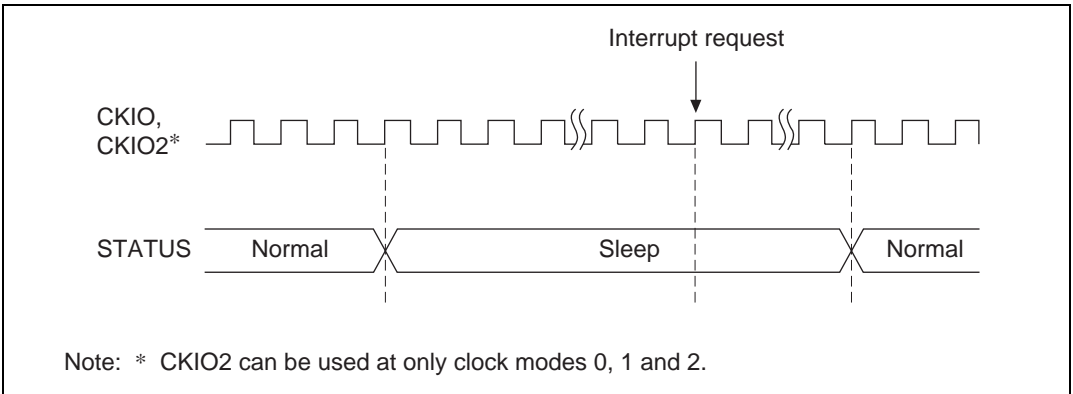 Interrupt request
CKIO,
CKIO2*
STATUS Normal Sleep Normal
Note: * CKIO2 can be used at only clock modes 0, 1 and 2.